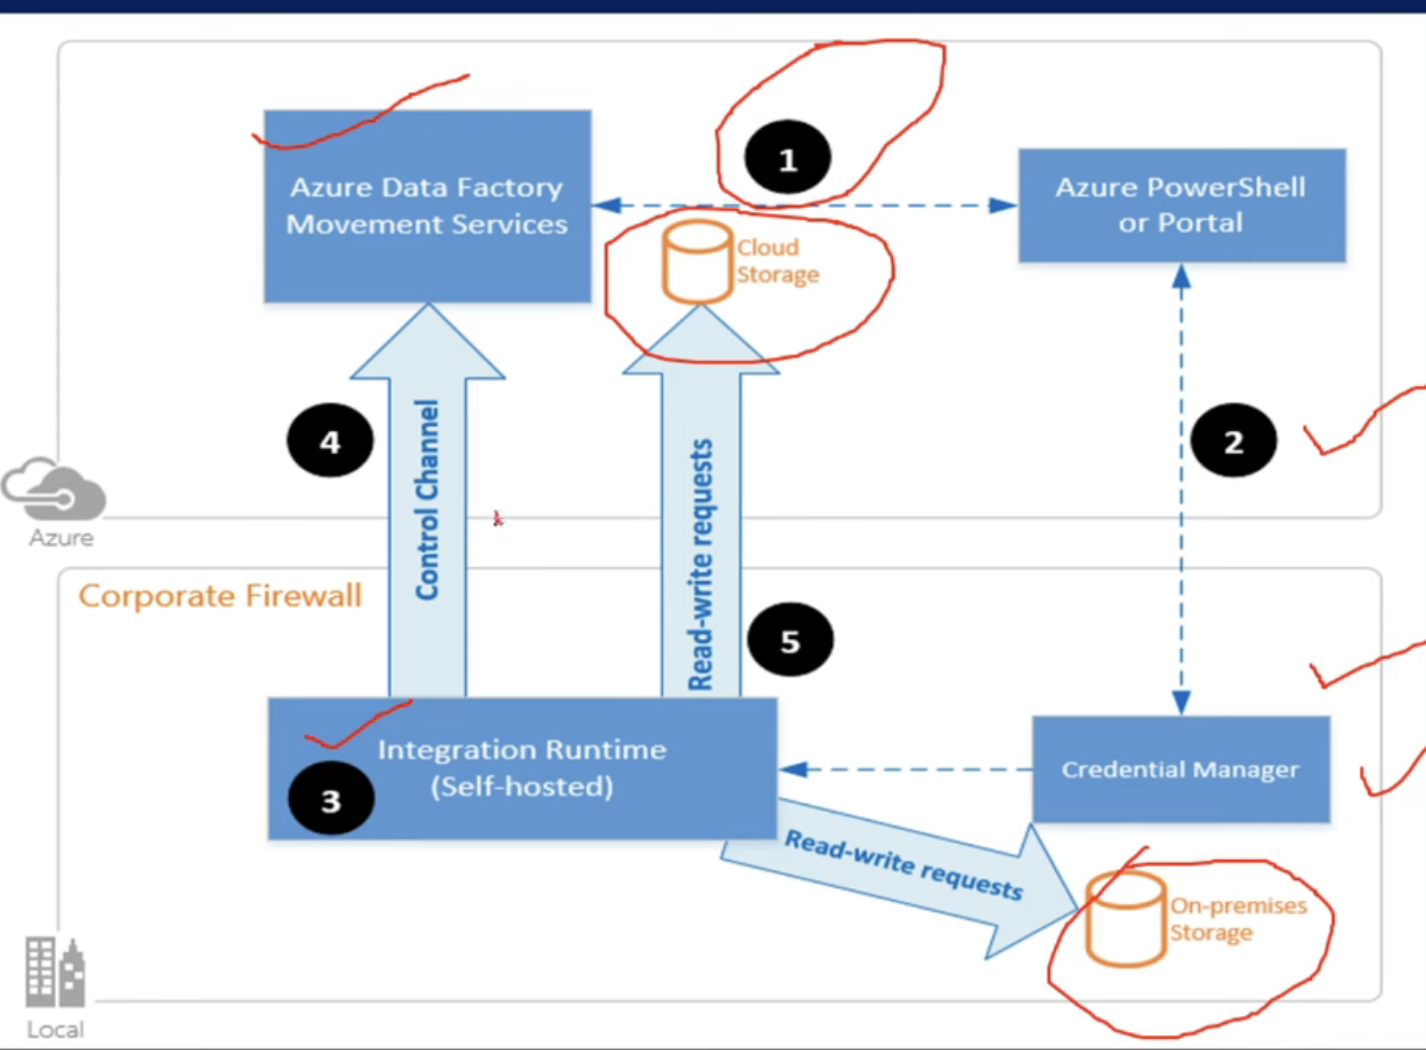 1
Azure Data Factory
Movement Services
Azure PowerShell
or Portal
Cloud
Storage
4
Control Channel
Read-write requests
2
Azure
Corporate Firewall
5
Integration Runtime
(Self-hosted)
3
Credential Manager
Read-write requests
On-premises
Storage
Local